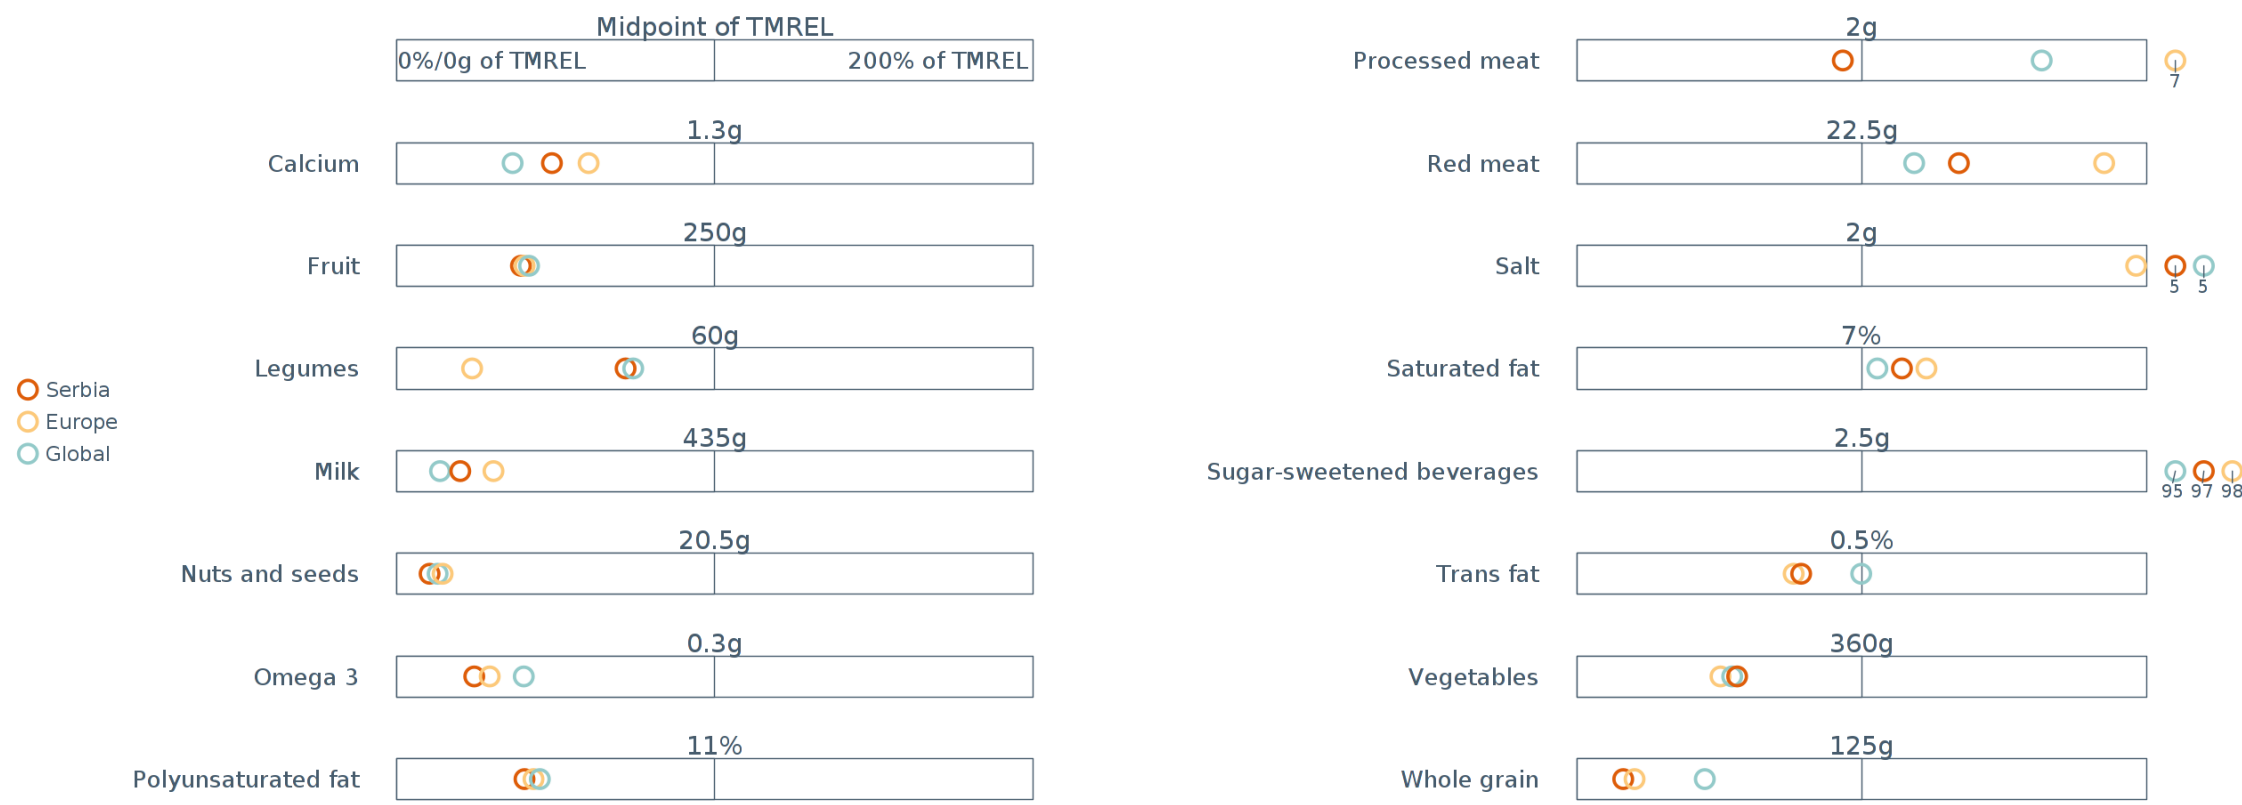 Midpoint of TMREL
0%/0g of TMREL
200% of TMREL
Calcium
1.3g
Fruit
250g
Legumes
60g
Milk
435g
Nuts and seeds
20.5g
Omega 3
0.3g
Polyunsaturated fat
11%
Serbia
Europe
Global
Processed meat
2g
7
Red meat
22.5g
Salt
2g
5 5
Saturated fat
7%
Sugar-sweetened beverages
2.5g
95 97 98
Trans fat
0.5%
Vegetables
360g
Whole grain
125g